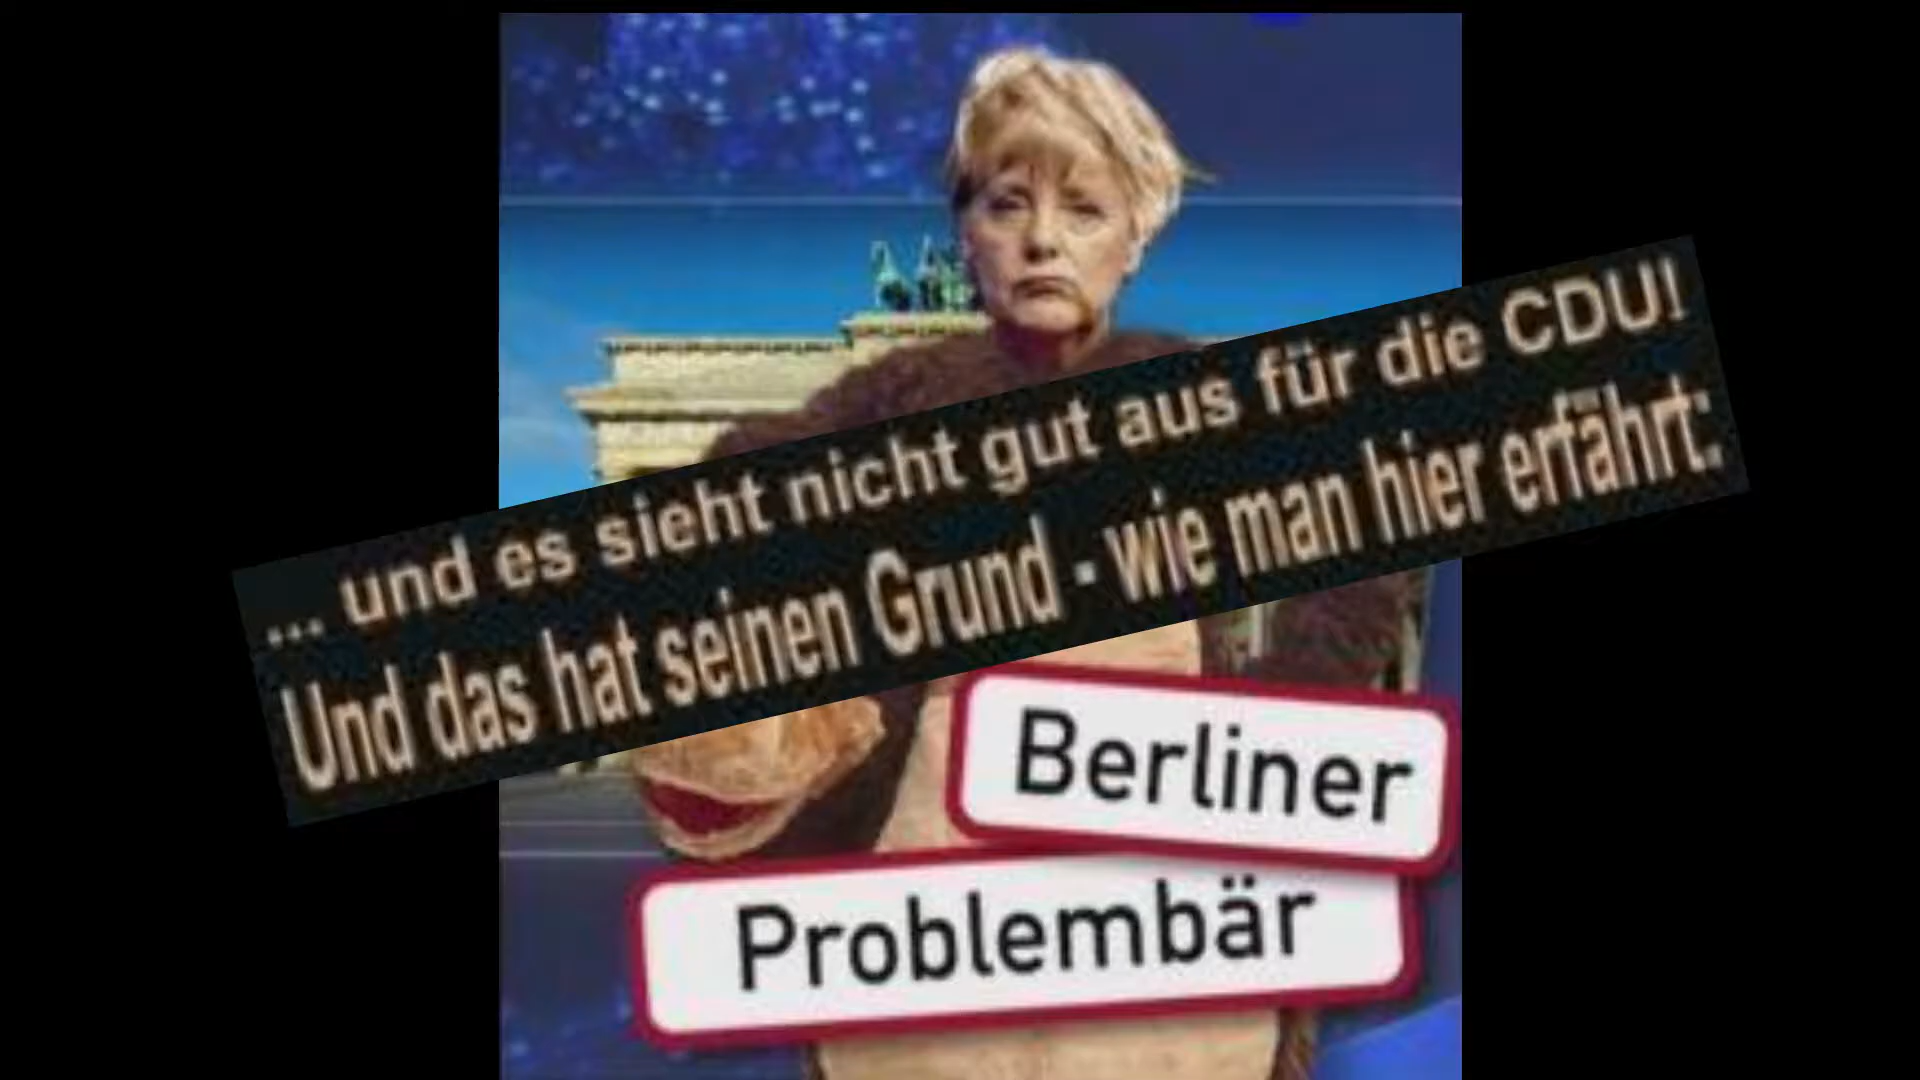 ... und es sieht nicht gut aus für die CDU!
Und das hat seinen Grund - wie man hier erfährt:
Berliner
Problembär